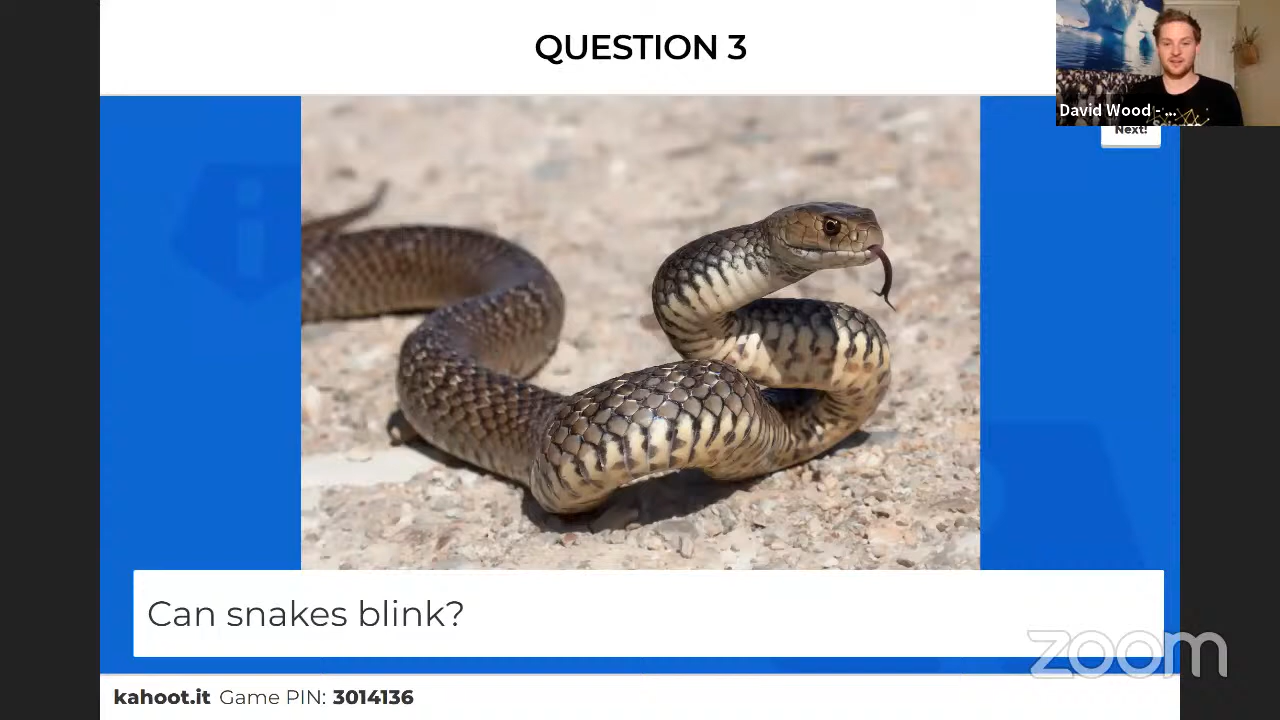 QUESTION 3
David Wood - ...
Next!
Can snakes blink?
zoom
kahoot.it Game PIN: 3014136